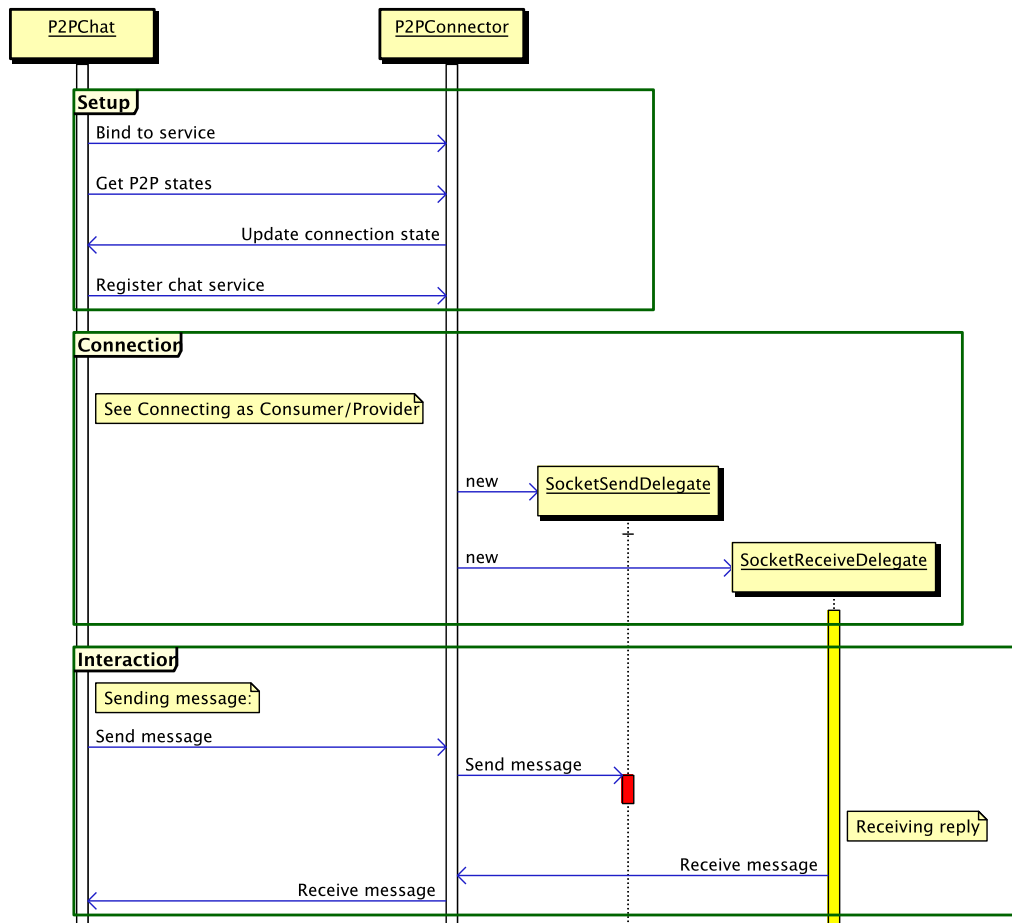 P2PChat
P2PConnector
Setup
Bind to service
Get P2P states
Update connection state
Register chat service
Connection
See Connecting as Consumer/Provider
new
SocketSendDelegate
new
SocketReceiveDelegate
Interaction
Sending message:
Send message
Send message
Receiving reply
Receive message
Receive message